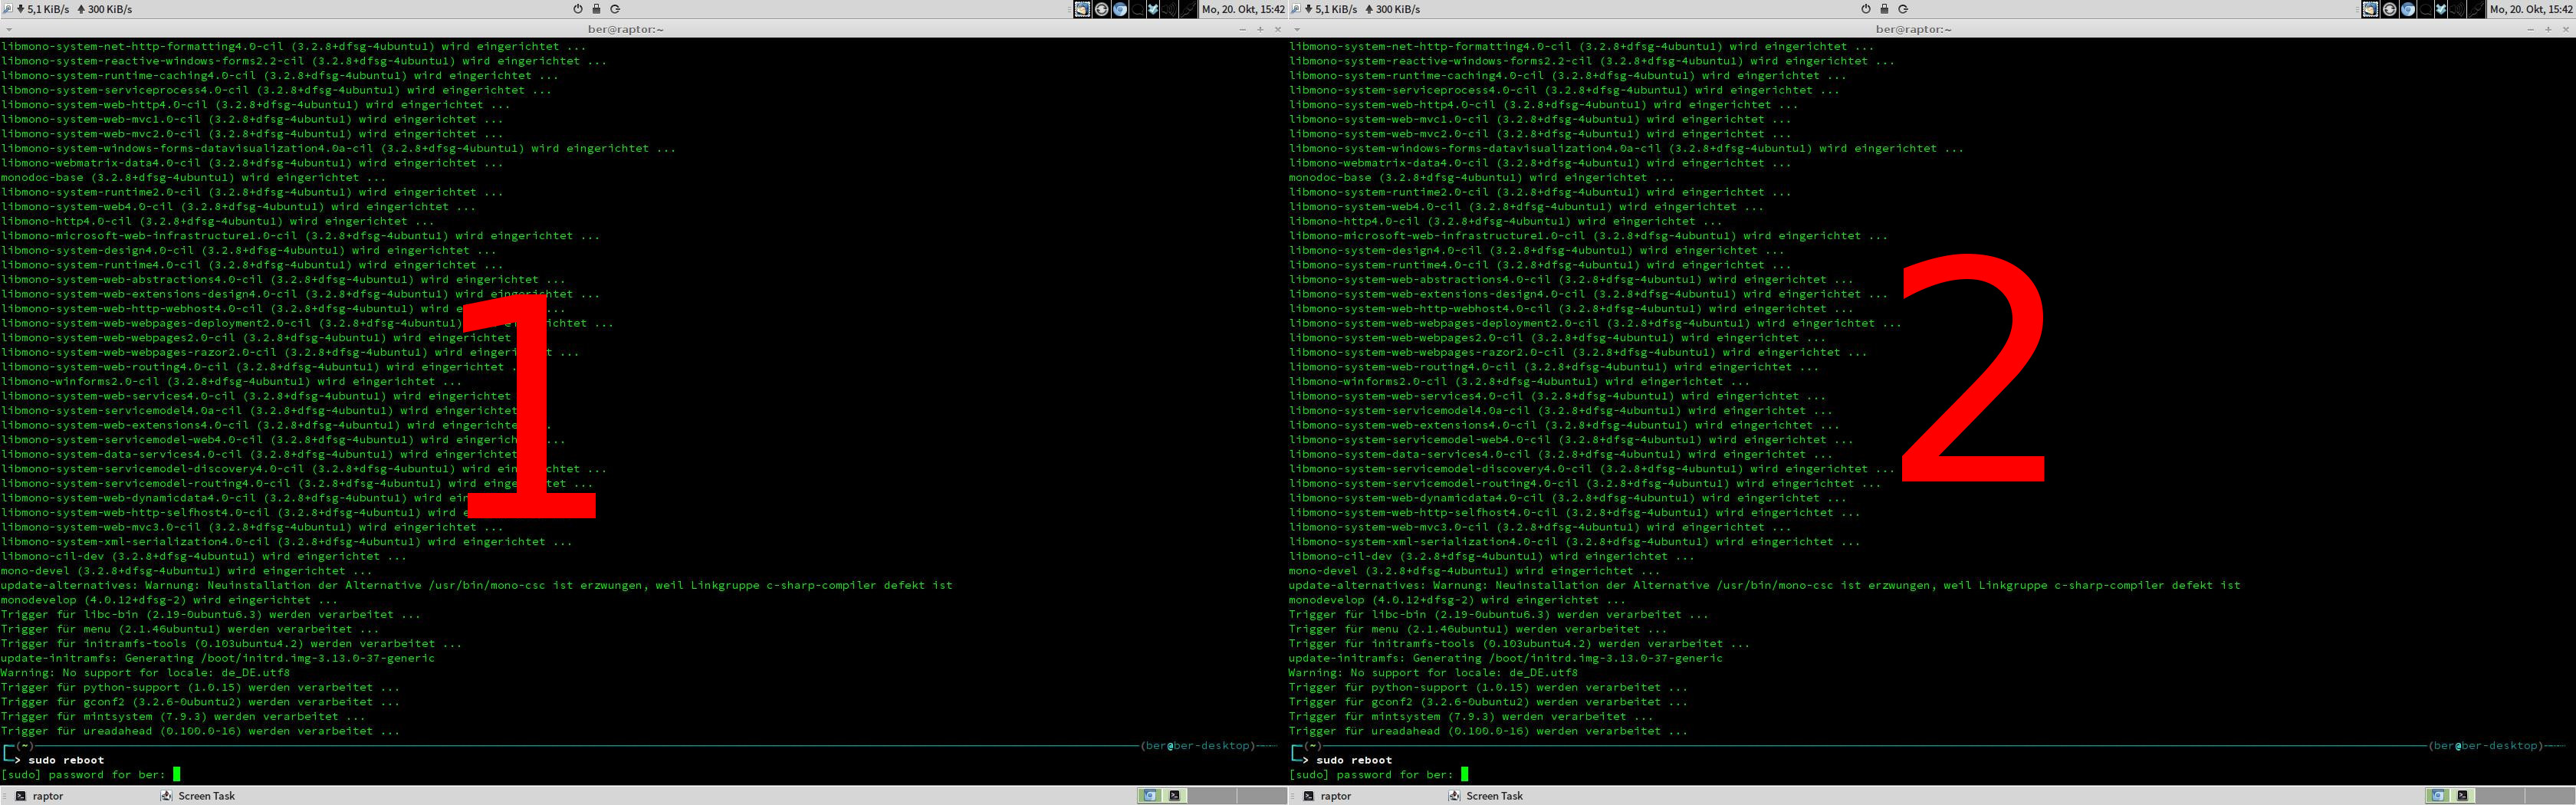 5,1 KiB/s 300 KiB/s Mo, 20. Okt, 15:42
ber@raptor:~
libmono-system-net-http-formatting4.0-cil (3.2.8+dfsg-4ubuntu1) wird eingerichtet ...
libmono-system-reactive-windows-forms2.2-cil (3.2.8+dfsg-4ubuntu1) wird eingerichtet ...
libmono-system-runtime-caching4.0-cil (3.2.8+dfsg-4ubuntu1) wird eingerichtet ...
libmono-system-serviceprocess4.0-cil (3.2.8+dfsg-4ubuntu1) wird eingerichtet ...
libmono-system-web-http4.0-cil (3.2.8+dfsg-4ubuntu1) wird eingerichtet ...
libmono-system-web-mvc1.0-cil (3.2.8+dfsg-4ubuntu1) wird eingerichtet ...
libmono-system-web-mvc2.0-cil (3.2.8+dfsg-4ubuntu1) wird eingerichtet ...
libmono-system-windows-forms-datavisualization4.0a-cil (3.2.8+dfsg-4ubuntu1) wird eingerichtet ...
libmono-webmatrix-data4.0-cil (3.2.8+dfsg-4ubuntu1) wird eingerichtet ...
monodoc-base (3.2.8+dfsg-4ubuntu1) wird eingerichtet ...
libmono-system-runtime2.0-cil (3.2.8+dfsg-4ubuntu1) wird eingerichtet ...
libmono-system-web4.0-cil (3.2.8+dfsg-4ubuntu1) wird eingerichtet ...
libmono-http4.0-cil (3.2.8+dfsg-4ubuntu1) wird eingerichtet ...
libmono-microsoft-web-infrastructure1.0-cil (3.2.8+dfsg-4ubuntu1) wird eingerichtet ...
libmono-system-design4.0-cil (3.2.8+dfsg-4ubuntu1) wird eingerichtet ...
libmono-system-runtime4.0-cil (3.2.8+dfsg-4ubuntu1) wird eingerichtet ...
libmono-system-web-abstractions4.0-cil (3.2.8+dfsg-4ubuntu1) wird eingerichtet ...
libmono-system-web-extensions-design4.0-cil (3.2.8+dfsg-4ubuntu1) wird eingerichtet ...
libmono-system-web-http-webhost4.0-cil (3.2.8+dfsg-4ubuntu1) wird
libmono-system-web-webpages-deployment2.0-cil (3.2.8+dfsg-4ubuntu1) ...
libmono-system-web-webpages2.0-cil (3.2.8+dfsg-4ubuntu1) wird eingerichtet
libmono-system-web-webpages-razor2.0-cil (3.2.8+dfsg-4ubuntu1) wird ...
libmono-system-web-routing4.0-cil (3.2.8+dfsg-4ubuntu1) wird eingerichtet
libmono-winforms2.0-cil (3.2.8+dfsg-4ubuntu1) wird eingerichtet ...
libmono-system-web-services4.0-cil (3.2.8+dfsg-4ubuntu1) wird eingerichtet
libmono-system-servicemodel4.0a-cil (3.2.8+dfsg-4ubuntu1) wird eingerichtet
libmono-system-web-extensions4.0-cil (3.2.8+dfsg-4ubuntu1) wird eingerichtet
libmono-system-servicemodel-web4.0-cil (3.2.8+dfsg-4ubuntu1) wird ...
libmono-system-data-services4.0-cil (3.2.8+dfsg-4ubuntu1) wird eingerichtet
libmono-system-servicemodel-discovery4.0-cil (3.2.8+dfsg-4ubuntu1) wird ...
libmono-system-servicemodel-routing4.0-cil (3.2.8+dfsg-4ubuntu1) wird ...
libmono-system-web-dynamicdata4.0-cil (3.2.8+dfsg-4ubuntu1) wird
libmono-system-web-http-selfhost4.0-cil (3.2.8+dfsg-4ubuntu1) wird
libmono-system-web-mvc3.0-cil (3.2.8+dfsg-4ubuntu1) wird eingerichtet ...
libmono-system-xml-serialization4.0-cil (3.2.8+dfsg-4ubuntu1) wird eingerichtet ...
libmono-cil-dev (3.2.8+dfsg-4ubuntu1) wird eingerichtet ...
mono-devel (3.2.8+dfsg-4ubuntu1) wird eingerichtet ...
update-alternatives: Warnung: Neuinstallation der Alternative /usr/bin/mono-csc ist erzwungen, weil Linkgruppe c-sharp-compiler defekt ist
monodevelop (4.0.12+dfsg-2) wird eingerichtet ...
Trigger für libc-bin (2.19-0ubuntu6.3) werden verarbeitet ...
Trigger für menu (2.1.46ubuntu1) werden verarbeitet ...
Trigger für initramfs-tools (0.103ubuntu4.2) werden verarbeitet ...
update-initramfs: Generating /boot/initrd.img-3.13.0-37-generic
Warning: No support for locale: de_DE.utf8
Trigger für python-support (1.0.15) werden verarbeitet ...
Trigger für gconf2 (3.2.6-0ubuntu2) werden verarbeitet ...
Trigger für mintsystem (7.9.3) werden verarbeitet ...
Trigger für ureadahead (0.100.0-16) werden verarbeitet ...
(~) (ber@ber-desktop)
> sudo reboot
[sudo] password for ber:
raptor Screen Task
1
5,1 KiB/s 300 KiB/s Mo, 20. Okt, 15:42
ber@raptor:~
libmono-system-net-http-formatting4.0-cil (3.2.8+dfsg-4ubuntu1) wird eingerichtet ...
libmono-system-reactive-windows-forms2.2-cil (3.2.8+dfsg-4ubuntu1) wird eingerichtet ...
libmono-system-runtime-caching4.0-cil (3.2.8+dfsg-4ubuntu1) wird eingerichtet ...
libmono-system-serviceprocess4.0-cil (3.2.8+dfsg-4ubuntu1) wird eingerichtet ...
libmono-system-web-http4.0-cil (3.2.8+dfsg-4ubuntu1) wird eingerichtet ...
libmono-system-web-mvc1.0-cil (3.2.8+dfsg-4ubuntu1) wird eingerichtet ...
libmono-system-web-mvc2.0-cil (3.2.8+dfsg-4ubuntu1) wird eingerichtet ...
libmono-system-windows-forms-datavisualization4.0a-cil (3.2.8+dfsg-4ubuntu1) wird eingerichtet ...
libmono-webmatrix-data4.0-cil (3.2.8+dfsg-4ubuntu1) wird eingerichtet ...
monodoc-base (3.2.8+dfsg-4ubuntu1) wird eingerichtet ...
libmono-system-runtime2.0-cil (3.2.8+dfsg-4ubuntu1) wird eingerichtet ...
libmono-system-web4.0-cil (3.2.8+dfsg-4ubuntu1) wird eingerichtet ...
libmono-http4.0-cil (3.2.8+dfsg-4ubuntu1) wird eingerichtet ...
libmono-microsoft-web-infrastructure1.0-cil (3.2.8+dfsg-4ubuntu1) wird eingerichtet ...
libmono-system-design4.0-cil (3.2.8+dfsg-4ubuntu1) wird eingerichtet ...
libmono-system-runtime4.0-cil (3.2.8+dfsg-4ubuntu1) wird eingerichtet ...
libmono-system-web-abstractions4.0-cil (3.2.8+dfsg-4ubuntu1) wird eingerichtet ...
libmono-system-web-extensions-design4.0-cil (3.2.8+dfsg-4ubuntu1) wird eingerichtet ...
libmono-system-web-http-webhost4.0-cil (3.2.8+dfsg-4ubuntu1) wird eingerichtet ...
libmono-system-web-webpages-deployment2.0-cil (3.2.8+dfsg-4ubuntu1) wird eingerichtet ...
libmono-system-web-webpages2.0-cil (3.2.8+dfsg-4ubuntu1) wird eingerichtet ...
libmono-system-web-webpages-razor2.0-cil (3.2.8+dfsg-4ubuntu1) wird eingerichtet ...
libmono-system-web-routing4.0-cil (3.2.8+dfsg-4ubuntu1) wird eingerichtet ...
libmono-winforms2.0-cil (3.2.8+dfsg-4ubuntu1) wird eingerichtet ...
libmono-system-web-services4.0-cil (3.2.8+dfsg-4ubuntu1) wird eingerichtet ...
libmono-system-servicemodel4.0a-cil (3.2.8+dfsg-4ubuntu1) wird eingerichtet ...
libmono-system-web-extensions4.0-cil (3.2.8+dfsg-4ubuntu1) wird eingerichtet ...
libmono-system-servicemodel-web4.0-cil (3.2.8+dfsg-4ubuntu1) wird eingerichtet ...
libmono-system-data-services4.0-cil (3.2.8+dfsg-4ubuntu1) wird eingerichtet ...
libmono-system-servicemodel-discovery4.0-cil (3.2.8+dfsg-4ubuntu1) wird eingerichtet ...
libmono-system-servicemodel-routing4.0-cil (3.2.8+dfsg-4ubuntu1) wird eingerichtet ...
libmono-system-web-dynamicdata4.0-cil (3.2.8+dfsg-4ubuntu1) wird eingerichtet ...
libmono-system-web-http-selfhost4.0-cil (3.2.8+dfsg-4ubuntu1) wird eingerichtet ...
libmono-system-web-mvc3.0-cil (3.2.8+dfsg-4ubuntu1) wird eingerichtet ...
libmono-system-xml-serialization4.0-cil (3.2.8+dfsg-4ubuntu1) wird eingerichtet ...
libmono-cil-dev (3.2.8+dfsg-4ubuntu1) wird eingerichtet ...
mono-devel (3.2.8+dfsg-4ubuntu1) wird eingerichtet ...
update-alternatives: Warnung: Neuinstallation der Alternative /usr/bin/mono-csc ist erzwungen, weil Linkgruppe c-sharp-compiler defekt ist
monodevelop (4.0.12+dfsg-2) wird eingerichtet ...
Trigger für libc-bin (2.19-0ubuntu6.3) werden verarbeitet ...
Trigger für menu (2.1.46ubuntu1) werden verarbeitet ...
Trigger für initramfs-tools (0.103ubuntu4.2) werden verarbeitet ...
update-initramfs: Generating /boot/initrd.img-3.13.0-37-generic
Warning: No support for locale: de_DE.utf8
Trigger für python-support (1.0.15) werden verarbeitet ...
Trigger für gconf2 (3.2.6-0ubuntu2) werden verarbeitet ...
Trigger für mintsystem (7.9.3) werden verarbeitet ...
Trigger für ureadahead (0.100.0-16) werden verarbeitet ...
(~) (ber@ber-desktop)
> sudo reboot
[sudo] password for ber:
raptor Screen Task
2